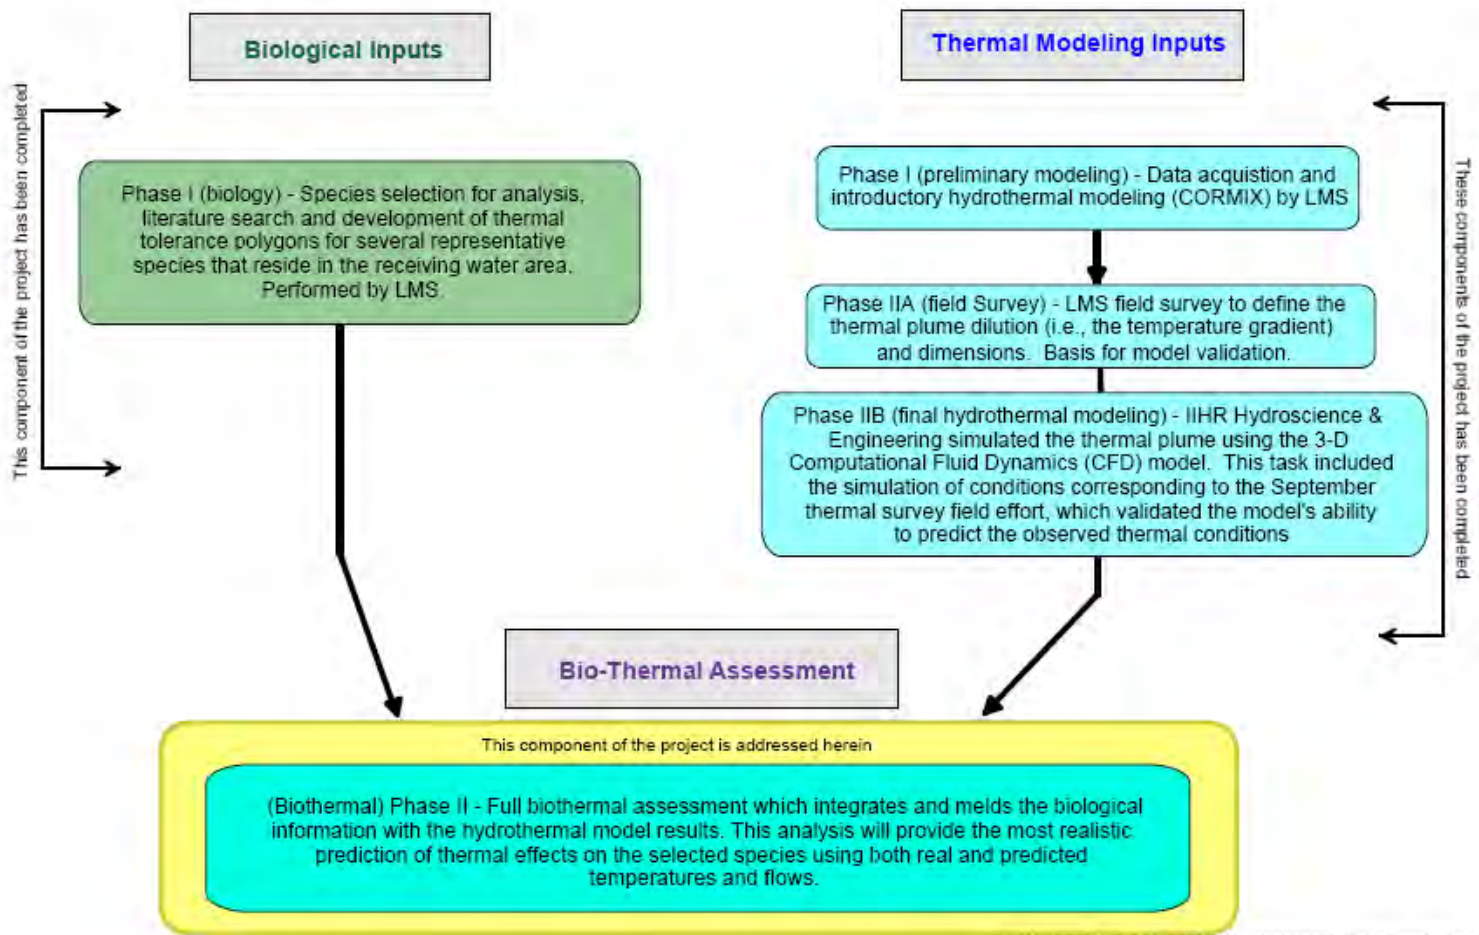 Biological Inputs
Thermal Modeling Inputs
This component of the project has been completed
Phase I (biology) - Species selection for analysis,
literature search and development of thermal
tolerance polygons for several representative
species that reside in the receiving water area.
Performed by LMS.
Phase I (preliminary modeling) - Data acquistion and
introductory hydrothermal modeling (CORMIX) by LMS
Phase IIA (field Survey) - LMS field survey to define the
thermal plume dilution (i.e., the temperature gradient)
and dimensions. Basis for model validation.
Phase IIB (final hydrothermal modeling) - IIHR Hydroscience &
Engineering simulated the thermal plume using the 3-D
Computational Fluid Dynamics (CFD) model. This task included
the simulation of conditions corresponding to the September
thermal survey field effort, which validated the model's ability
to predict the observed thermal conditions
These components of the project has been completed
Bio-Thermal Assessment
This component of the project is addressed herein
(Biothermal) Phase II - Full biothermal assessment which integrates and melds the biological
information with the hydrothermal model results. This analysis will provide the most realistic
prediction of thermal effects on the selected species using both real and predicted
temperatures and flows.